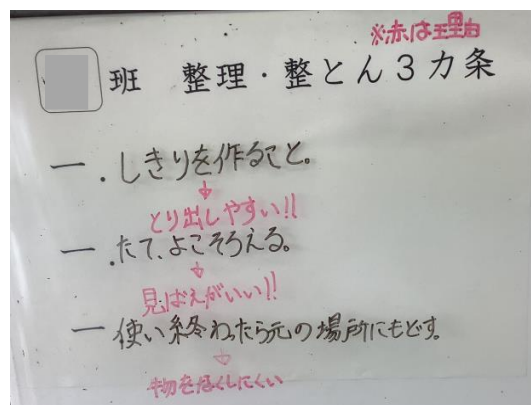 ※赤は理由
班 整理・整とん3カ条
一.しきりを作ること。
↓
とり出しやすい!!
一.たて、よこそろえる。
↓
見ばえがいい!!
一 使い終わったら元の場所にもどす。
↓
物をなくしにくい